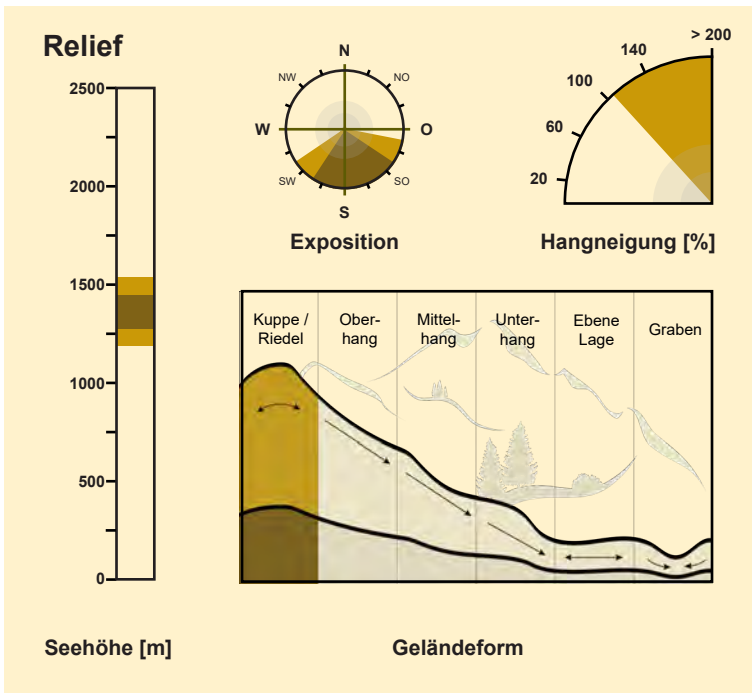 Relief
2500
2000
1500
1000
500
0
Seehöhe [m]
N
NW
NO
W
O
SW
SO
S
Exposition
> 200
140
100
60
20
Hangneigung [%]
Kuppe /
Riedel
Ober-
hang
Mittel-
hang
Unter-
hang
Ebene
Lage
Graben
Geländeform